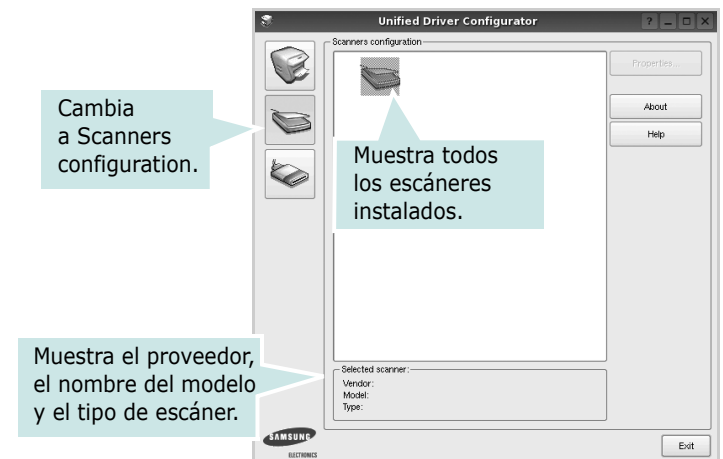 Unified Driver Configurator
Scanners configuration
Properties...
About
Help
Cambia
a Scanners
configuration.
Muestra todos
los escáneres
instalados.
Muestra el proveedor,
el nombre del modelo
y el tipo de escáner.
Selected scanner:
Vendor:
Model:
Type:
SAMSUNG
ELECTRONICS
Exit